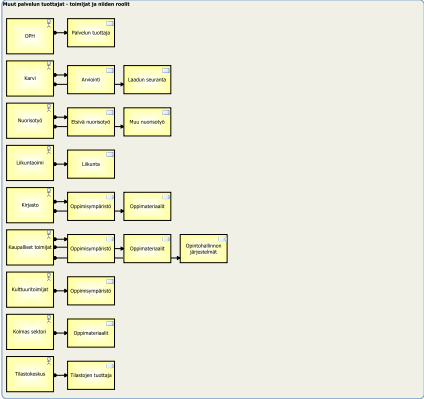 Muut palvelun tuottajat - toimijat ja niiden roolit
OPH
Palvelun tuottaja
Karvi
Arviointi
Laadun seuranta
Nuorisotyö
Etsivä nuorisotyö
Muu nuorisotyö
Liikuntatoimi
Liikunta
Kirjasto
Oppimisympäristö
Oppimateriaalit
Kaupalliset toimijat
Oppimisympäristö
Oppimateriaalit
Opintohallinnon
järjestelmät
Kulttuuritoimijat
Oppimisympäristö
Kolmas sektori
Oppimateriaalit
Tilastokeskus
Tilastojen tuottaja